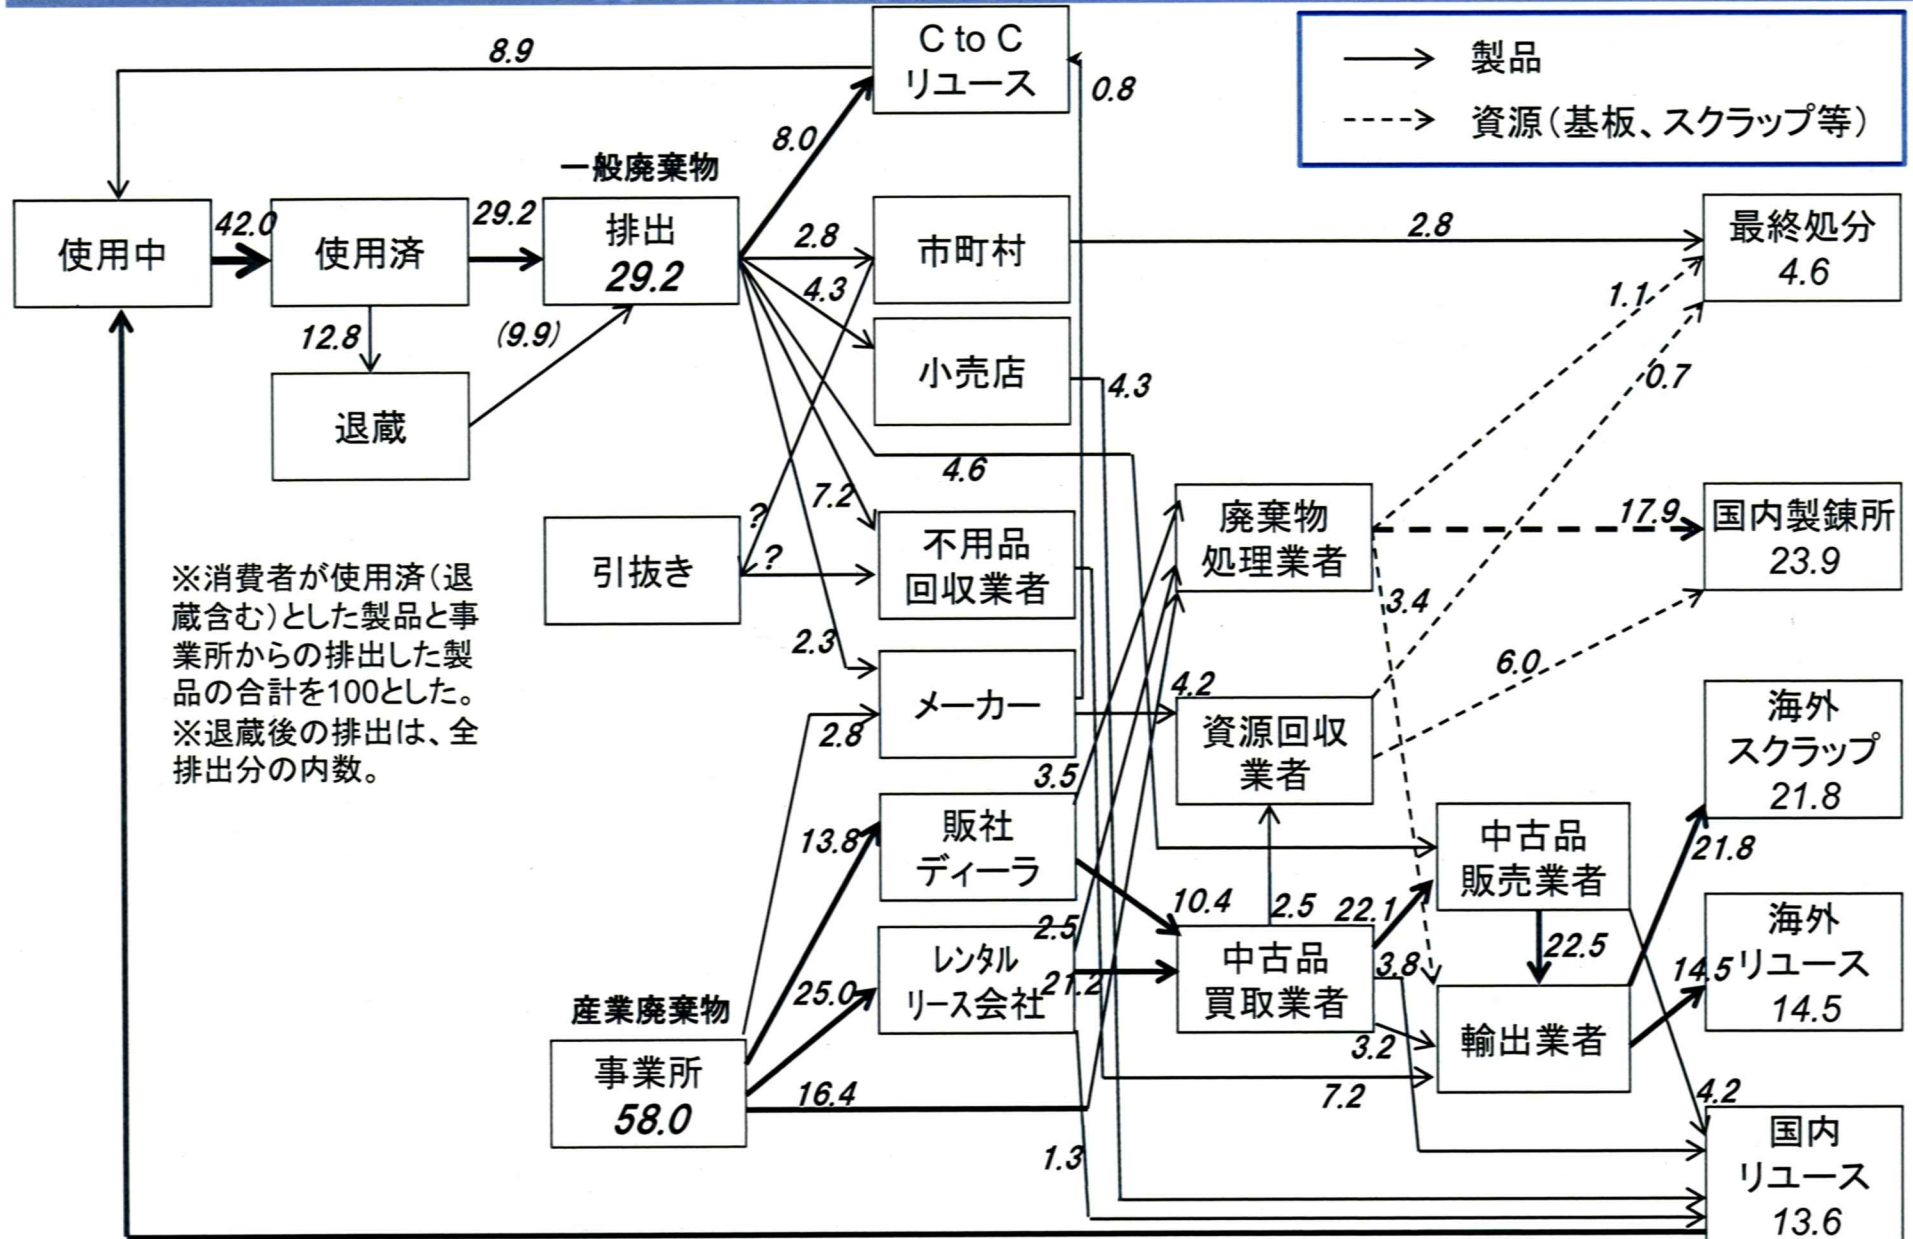 C to C
リユース
8.9
0.8
製品
資源(基板、スクラップ等)
8.0
一般廃棄物
使用中
42.0
使用済
29.2
排出
29.2
2.8
市町村
2.8
最終処分
4.6
4.3
1.1
12.8
(9.9)
小売店
4.3
0.7
退蔵
4.6
7.2
?
引抜き
?
不用品
回収業者
廃棄物
処理業者
17.9
国内製錬所
23.9
3.4
※消費者が使用済(退
蔵含む)とした製品と事
業所からの排出した製
品の合計を100とした。
※退蔵後の排出は、全
排出分の内数。
2.3
メーカー
2.8
4.2
資源回収
業者
6.0
海外
スクラップ
21.8
3.5
13.8
販社
ディーラ
中古品
販売業者
21.8
10.4
2.5
22.1
2.5
25.0
レンタル
リース会社
21.2
中古品
買取業者
3.8
22.5
14.5
海外
リユース
14.5
産業廃棄物
事業所
58.0
16.4
3.2
輸出業者
7.2
4.2
1.3
国内
リユース
13.6